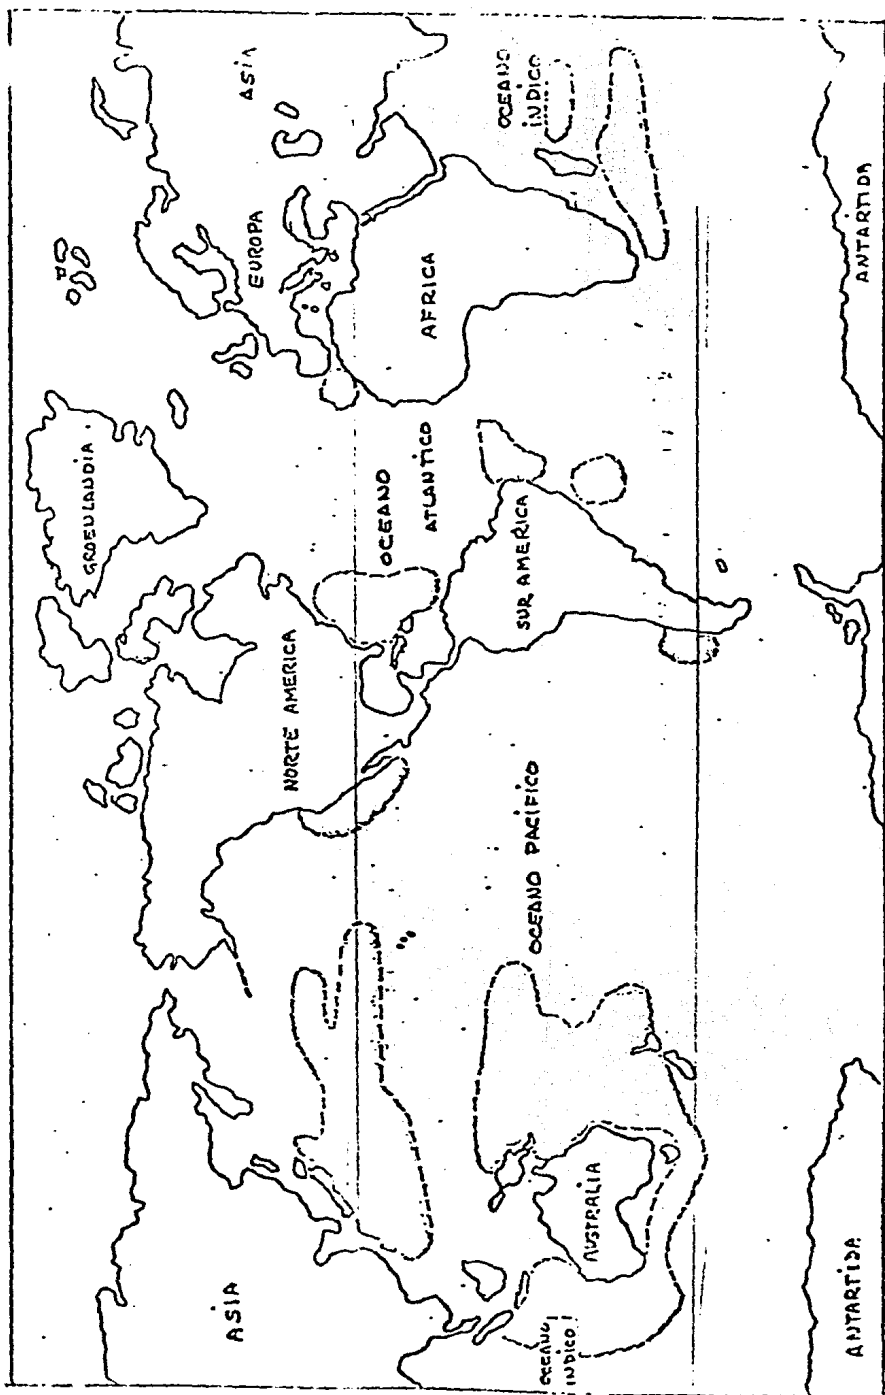 GROENLANDIA
ASIA
EUROPA
ASIA
NORTE AMERICA
OCEANO
ATLANTICO
AFRICA
OCEANO PACÍFICO
SUR AMERICA
OCEANO
INDICO
AUSTRALIA
OCEANO
INDICO
ANTARTIDA
ANTARTIDA